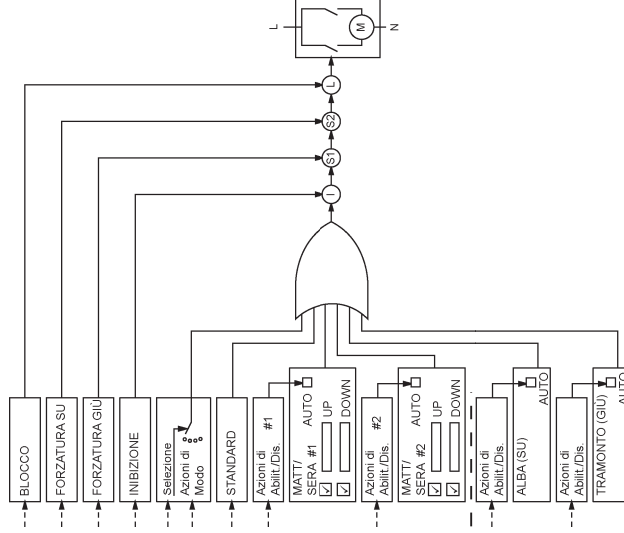 L
N
M
L
S2
S1
I
BLOCCO
FORZATURA SU
FORZATURA GIÙ
INIBIZIONE
Selezione
Azioni di
Modo
STANDARD
Azioni di #1
Abilit./Dis.
MATT/ AUTO
SERA #1 UP
DOWN
Azioni di #2
Abilit./Dis.
MATT/ AUTO
SERA #2 UP
DOWN
Azioni di
Abilit./Dis.
ALBA (SU)
AUTO
Azioni di
Abilit./Dis.
TRAMONTO (GIÙ)
AUTO